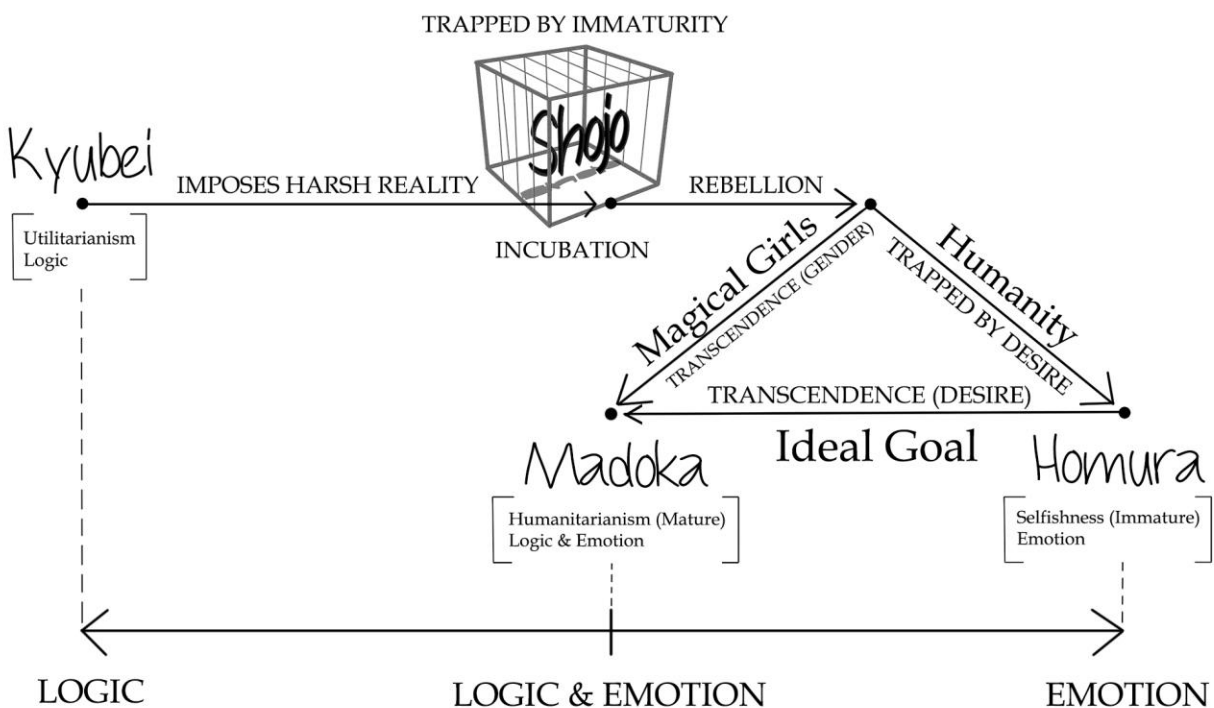 TRAPPED BY IMMATURITY
Shojo
Kyubei
IMPOSES HARSH REALITY
REBELLION
Utilitarianism
Logic
INCUBATION
Magical Girls
TRANSCENDENCE (GENDER)
Humanity
TRAPPED BY DESIRE
TRANSCENDENCE (DESIRE)
Ideal Goal
Madoka
Homura
Humanitarianism (Mature)
Logic & Emotion
Selfishness (Immature)
Emotion
LOGIC
LOGIC & EMOTION
EMOTION